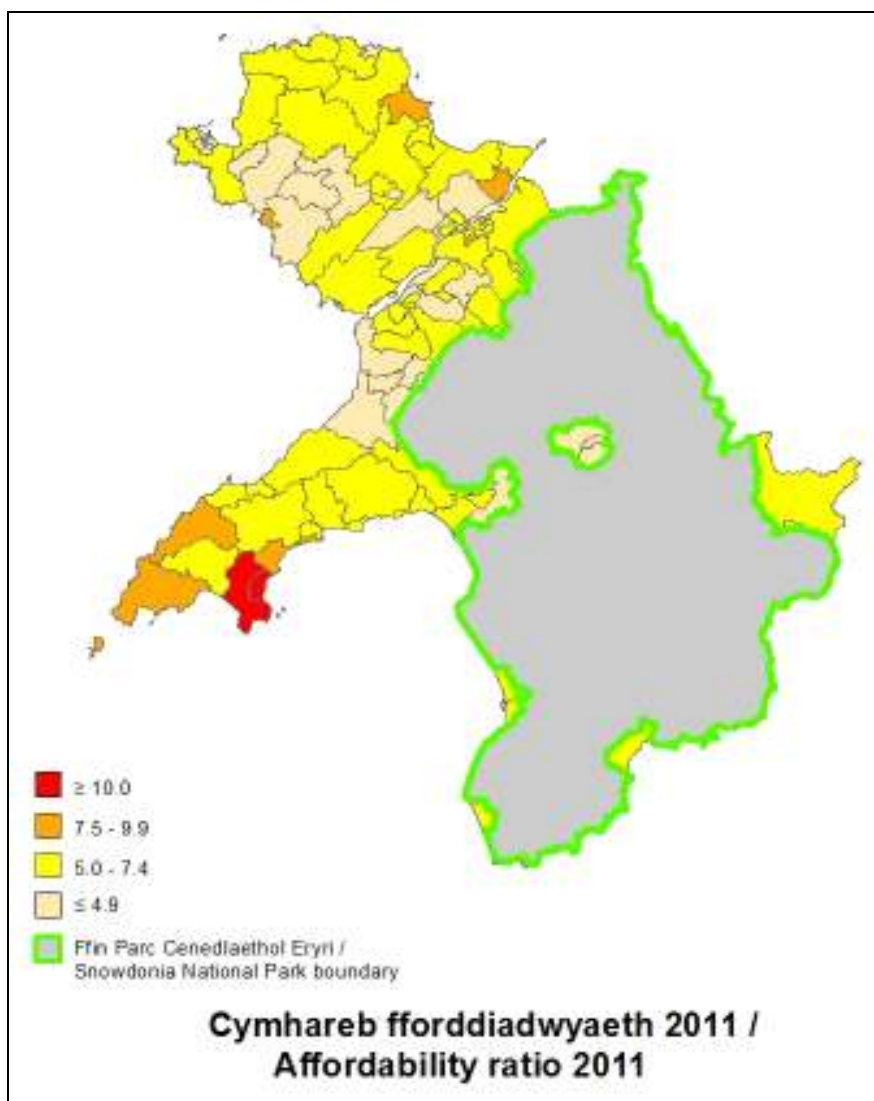 ≥ 10.0
7.5 - 9.9
5.0 - 7.4
≤ 4.9
Ffin Parc Cenedlaethol Eryri /
Snowdonia National Park boundary
Cymhareb fforddiadwyaeth 2011 /
Affordability ratio 2011